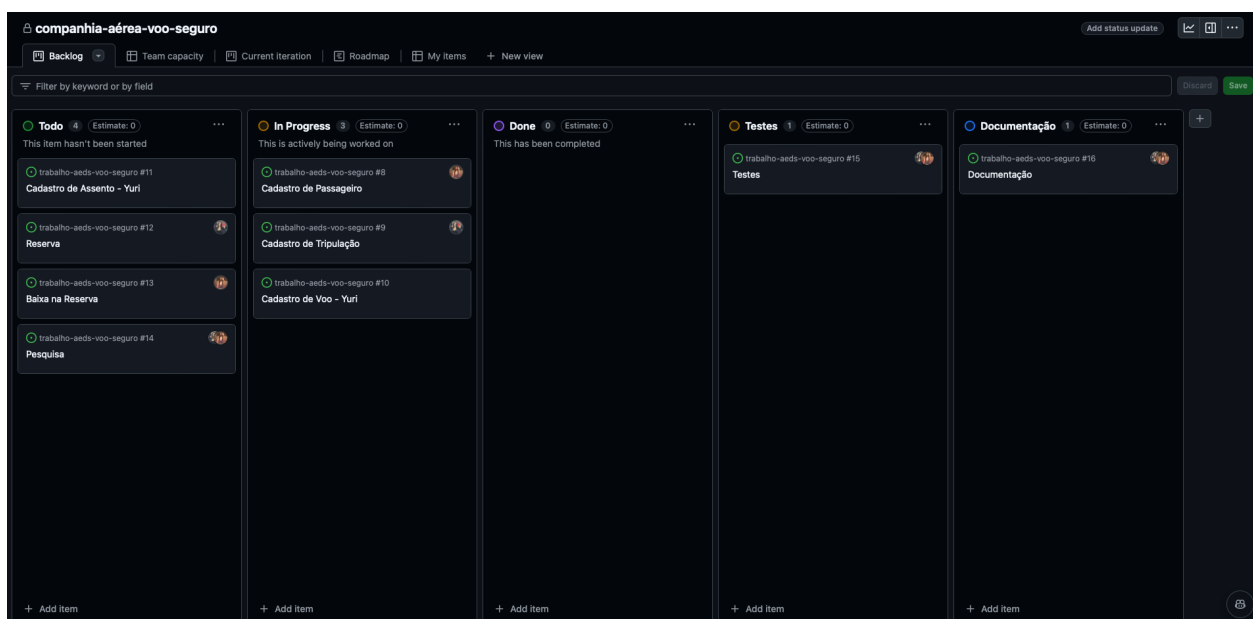 companhia-aérea-voo-seguro
Add status update
Backlog
Team capacity
Current iteration
Roadmap
My items
+ New view
Filter by keyword or by field
Discard
Save
Todo 4 Estimate: 0
This item hasn't been started
trabalho-aeds-voo-seguro #11
Cadastro de Assento - Yuri
trabalho-aeds-voo-seguro #12
Reserva
trabalho-aeds-voo-seguro #13
Baixa na Reserva
trabalho-aeds-voo-seguro #14
Pesquisa
+ Add item
In Progress 3 Estimate: 0
This is actively being worked on
trabalho-aeds-voo-seguro #8
Cadastro de Passageiro
trabalho-aeds-voo-seguro #9
Cadastro de Tripulação
trabalho-aeds-voo-seguro #10
Cadastro de Voo - Yuri
+ Add item
Done 0 Estimate: 0
This has been completed
+ Add item
Testes 1 Estimate: 0
trabalho-aeds-voo-seguro #15
Testes
+ Add item
Documentação 1 Estimate: 0
trabalho-aeds-voo-seguro #16
Documentação
+ Add item